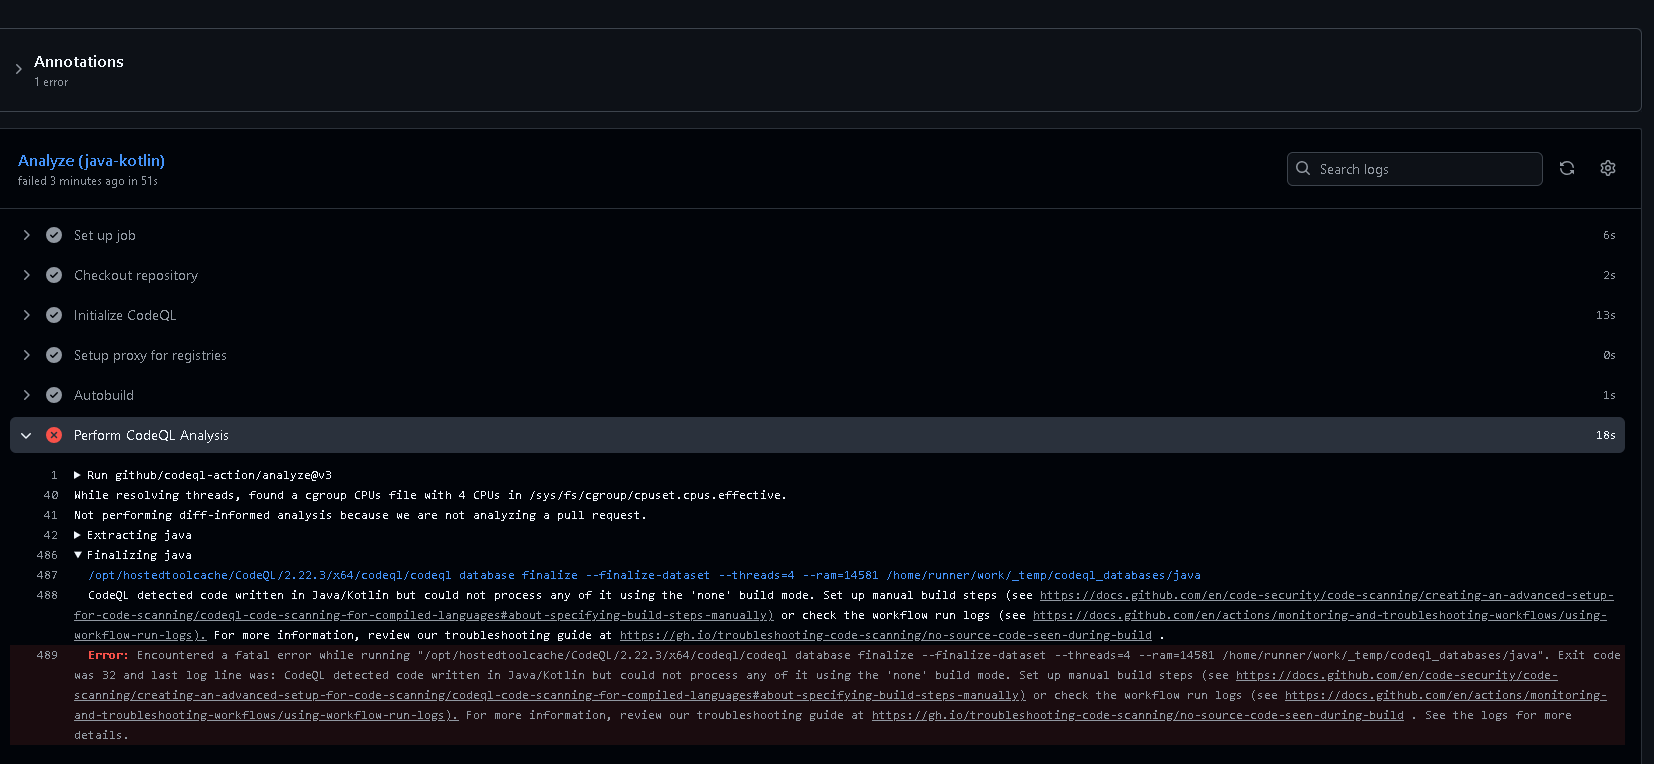 Annotations
1 error
Analyze (java-kotlin)
failed 3 minutes ago in 51s
Search logs
Set up job 6s
Checkout repository 2s
Initialize CodeQL 13s
Setup proxy for registries 0s
Autobuild 1s
Perform CodeQL Analysis 18s
1 Run github/codeql-action/analyze@v3
40 While resolving threads, found a cgroup CPUs file with 4 CPUs in /sys/fs/cgroup/cpuset.cpus.effective.
41 Not performing diff-informed analysis because we are not analyzing a pull request.
42 Extracting java
486 Finalizing java
487 /opt/hostedtoolcache/CodeQL/2.22.3/x64/codeql/codeql database finalize --finalize-dataset --threads=4 --ram=14581 /home/runner/work/_temp/codeql_databases/java
488 CodeQL detected code written in Java/Kotlin but could not process any of it using the 'none' build mode. Set up manual build steps (see https://docs.github.com/en/code-security/code-scanning/creating-an-advanced-setup-
for-code-scanning/codeql-code-scanning-for-compiled-languages#about-specifying-build-steps-manually) or check the workflow run logs (see https://docs.github.com/en/actions/monitoring-and-troubleshooting-workflows/using-
workflow-run-logs). For more information, review our troubleshooting guide at https://gh.io/troubleshooting-code-scanning/no-source-code-seen-during-build .
489 Error: Encountered a fatal error while running "/opt/hostedtoolcache/CodeQL/2.22.3/x64/codeql/codeql database finalize --finalize-dataset --threads=4 --ram=14581 /home/runner/work/_temp/codeql_databases/java". Exit code
was 32 and last log line was: CodeQL detected code written in Java/Kotlin but could not process any of it using the 'none' build mode. Set up manual build steps (see https://docs.github.com/en/code-security/code-
scanning/creating-an-advanced-setup-for-code-scanning/codeql-code-scanning-for-compiled-languages#about-specifying-build-steps-manually) or check the workflow run logs (see https://docs.github.com/en/actions/monitoring-
and-troubleshooting-workflows/using-workflow-run-logs). For more information, review our troubleshooting guide at https://gh.io/troubleshooting-code-scanning/no-source-code-seen-during-build . See the logs for more
details.